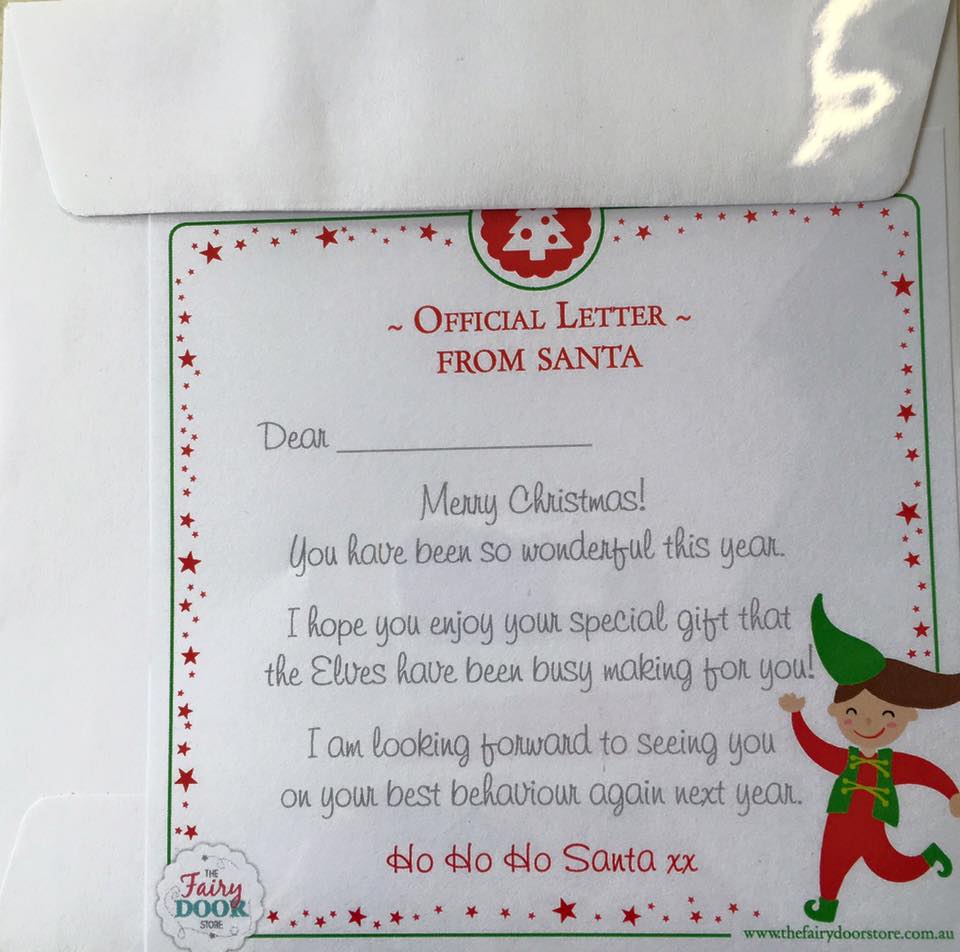 ~ OFFICIAL LETTER ~
FROM SANTA
Dear
Merry Christmas!
You have been so wonderful this year.
I hope you enjoy your special gift that
the Elves have been busy making for you!
I am looking forward to seeing you
on your best behaviour again next year.
Ho Ho Ho Santa xx
THE
Fairy
DOOR
STORE
www.thefairydoorstore.com.au